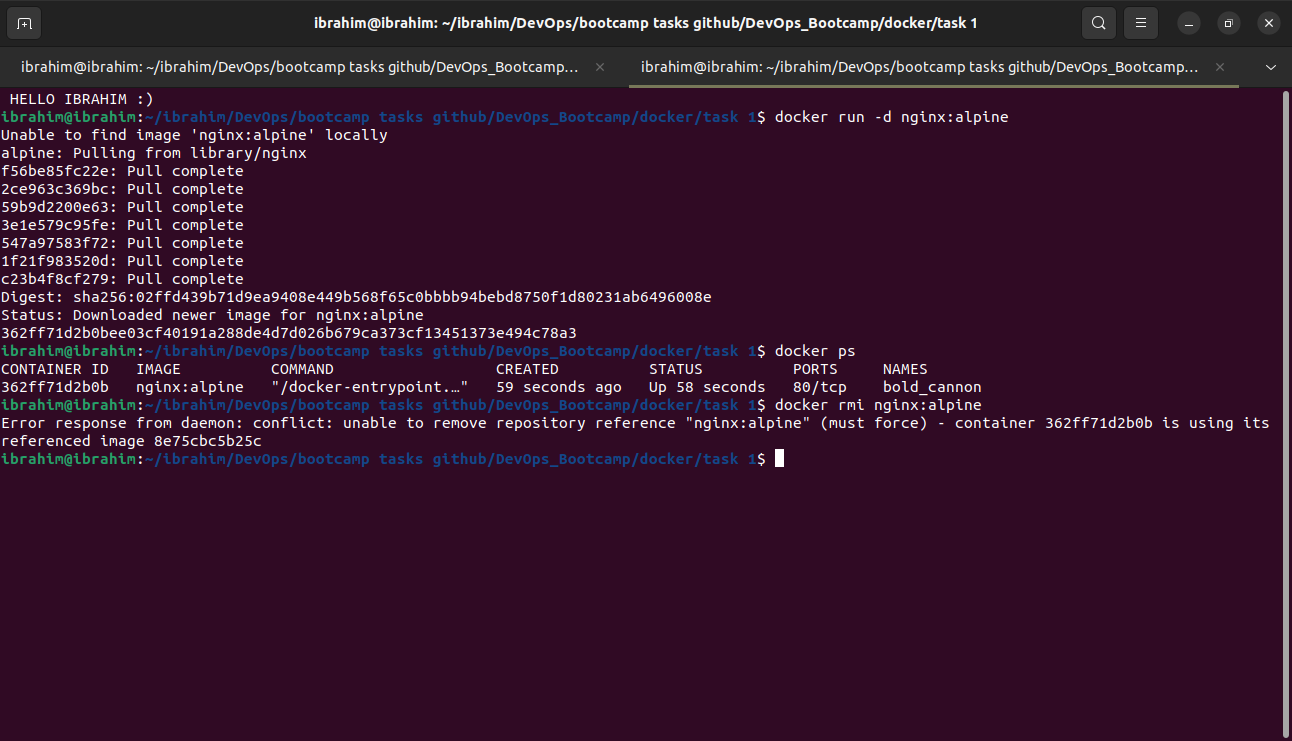 ibrahim@ibrahim: ~/ibrahim/DevOps/bootcamp tasks github/DevOps_Bootcamp/docker/task 1
ibrahim@ibrahim: ~/ibrahim/DevOps/bootcamp tasks github/DevOps_Bootcamp... ibrahim@ibrahim: ~/ibrahim/DevOps/bootcamp tasks github/DevOps_Bootcamp...
HELLO IBRAHIM :)
ibrahim@ibrahim:~/ibrahim/DevOps/bootcamp tasks github/DevOps_Bootcamp/docker/task 1$ docker run -d nginx:alpine
Unable to find image 'nginx:alpine' locally
alpine: Pulling from library/nginx
f56be85fc22e: Pull complete
2ce963c369bc: Pull complete
59b9d2200e63: Pull complete
3e1e579c95fe: Pull complete
547a97583f72: Pull complete
1f21f983520d: Pull complete
c23b4f8cf279: Pull complete
Digest: sha256:02ffd439b71d9ea9408e449b568f65c0bbbb94bebd8750f1d80231ab6496008e
Status: Downloaded newer image for nginx:alpine
362ff71d2b0bee03cf40191a288de4d7d026b679ca373cf13451373e494c78a3
ibrahim@ibrahim:~/ibrahim/DevOps/bootcamp tasks github/DevOps_Bootcamp/docker/task 1$ docker ps
CONTAINER ID   IMAGE          COMMAND                  CREATED          STATUS          PORTS     NAMES
362ff71d2b0b   nginx:alpine   "/docker-entrypoint.…"   59 seconds ago   Up 58 seconds   80/tcp    bold_cannon
ibrahim@ibrahim:~/ibrahim/DevOps/bootcamp tasks github/DevOps_Bootcamp/docker/task 1$ docker rmi nginx:alpine
Error response from daemon: conflict: unable to remove repository reference "nginx:alpine" (must force) - container 362ff71d2b0b is using its
referenced image 8e75cbc5b25c
ibrahim@ibrahim:~/ibrahim/DevOps/bootcamp tasks github/DevOps_Bootcamp/docker/task 1$